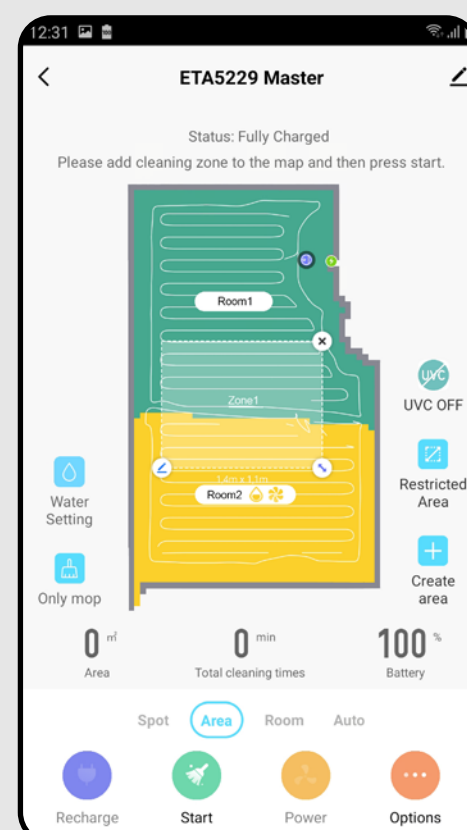 12:31
ETA5229 Master
Status: Fully Charged
Please add cleaning zone to the map and then press start.
Room1
Zone1
1.4m x 1.1m
Room2
UVC
UVC OFF
Water
Setting
Restricted
Area
Only mop
Create
area
0 ㎡
0 min
100 %
Area
Total cleaning times
Battery
Spot
Area
Room
Auto
Recharge
Start
Power
Options